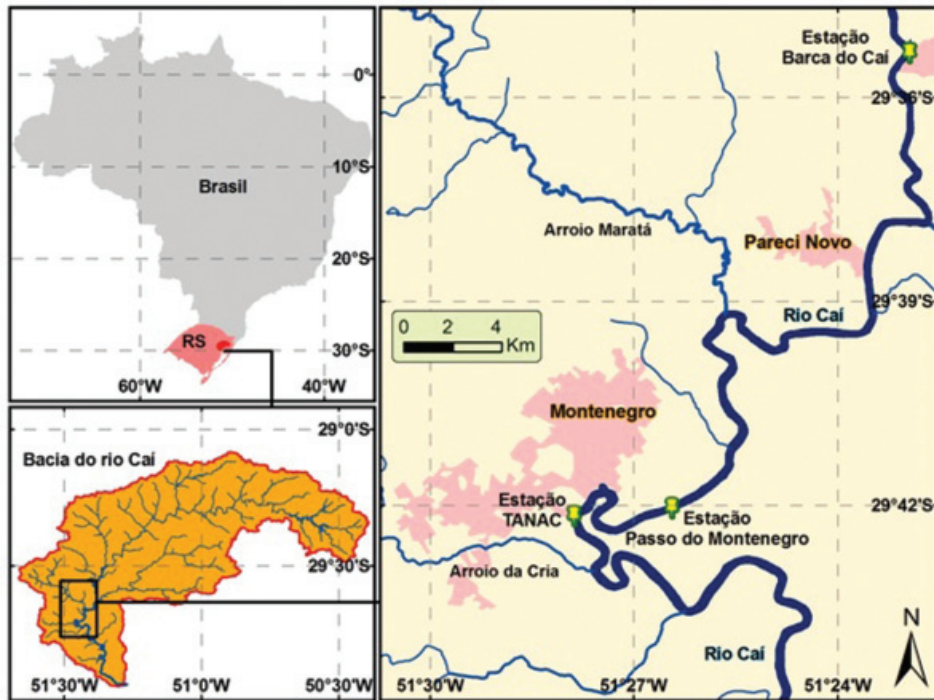 Brasil
RS
0°
10°S
20°S
30°S
60°W
40°W
Bacia do rio Caí
29°0'S
29°30'S
51°30'W
51°0'W
50°30'W
Estação
Barca do Caí
29°36'S
Arroio Maratá
Pareci Novo
29°39'S
Rio Caí
0 2 4
Km
Montenegro
Estação
TANAC
29°42'S
Estação
Passo do Montenegro
Arroio da Cria
Rio Caí
N
51°30'W
51°27'W
51°24'W